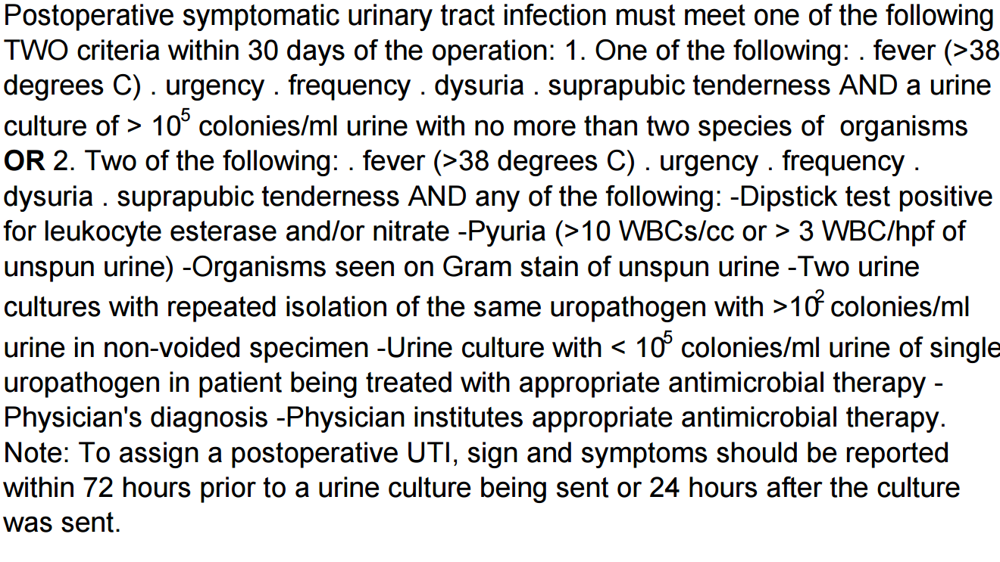 Postoperative symptomatic urinary tract infection must meet one of the following
TWO criteria within 30 days of the operation: 1. One of the following: . fever (>38
degrees C) . urgency . frequency . dysuria . suprapubic tenderness AND a urine
culture of > 10⁵ colonies/ml urine with no more than two species of organisms
OR 2. Two of the following: . fever (>38 degrees C) . urgency . frequency .
dysuria . suprapubic tenderness AND any of the following: -Dipstick test positive
for leukocyte esterase and/or nitrate -Pyuria (>10 WBCs/cc or > 3 WBC/hpf of
unspun urine) -Organisms seen on Gram stain of unspun urine -Two urine
cultures with repeated isolation of the same uropathogen with >10² colonies/ml
urine in non-voided specimen -Urine culture with < 10⁵ colonies/ml urine of single
uropathogen in patient being treated with appropriate antimicrobial therapy -
Physician's diagnosis -Physician institutes appropriate antimicrobial therapy.
Note: To assign a postoperative UTI, sign and symptoms should be reported
within 72 hours prior to a urine culture being sent or 24 hours after the culture
was sent.